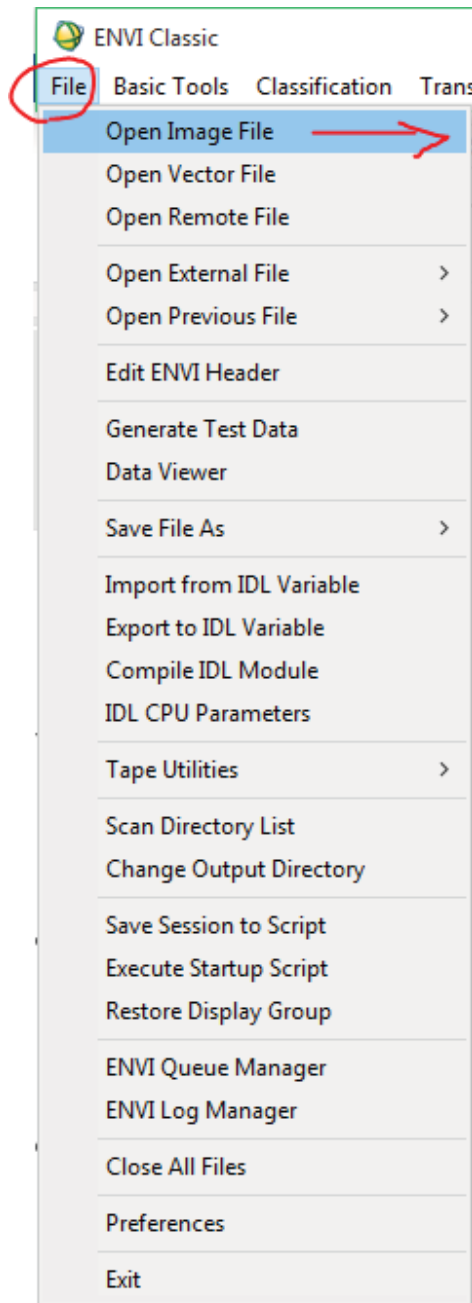 ENVI Classic
File Basic Tools Classification Trans
Open Image File
Open Vector File
Open Remote File
Open External File >
Open Previous File >
Edit ENVI Header
Generate Test Data
Data Viewer
Save File As >
Import from IDL Variable
Export to IDL Variable
Compile IDL Module
IDL CPU Parameters
Tape Utilities >
Scan Directory List
Change Output Directory
Save Session to Script
Execute Startup Script
Restore Display Group
ENVI Queue Manager
ENVI Log Manager
Close All Files
Preferences
Exit